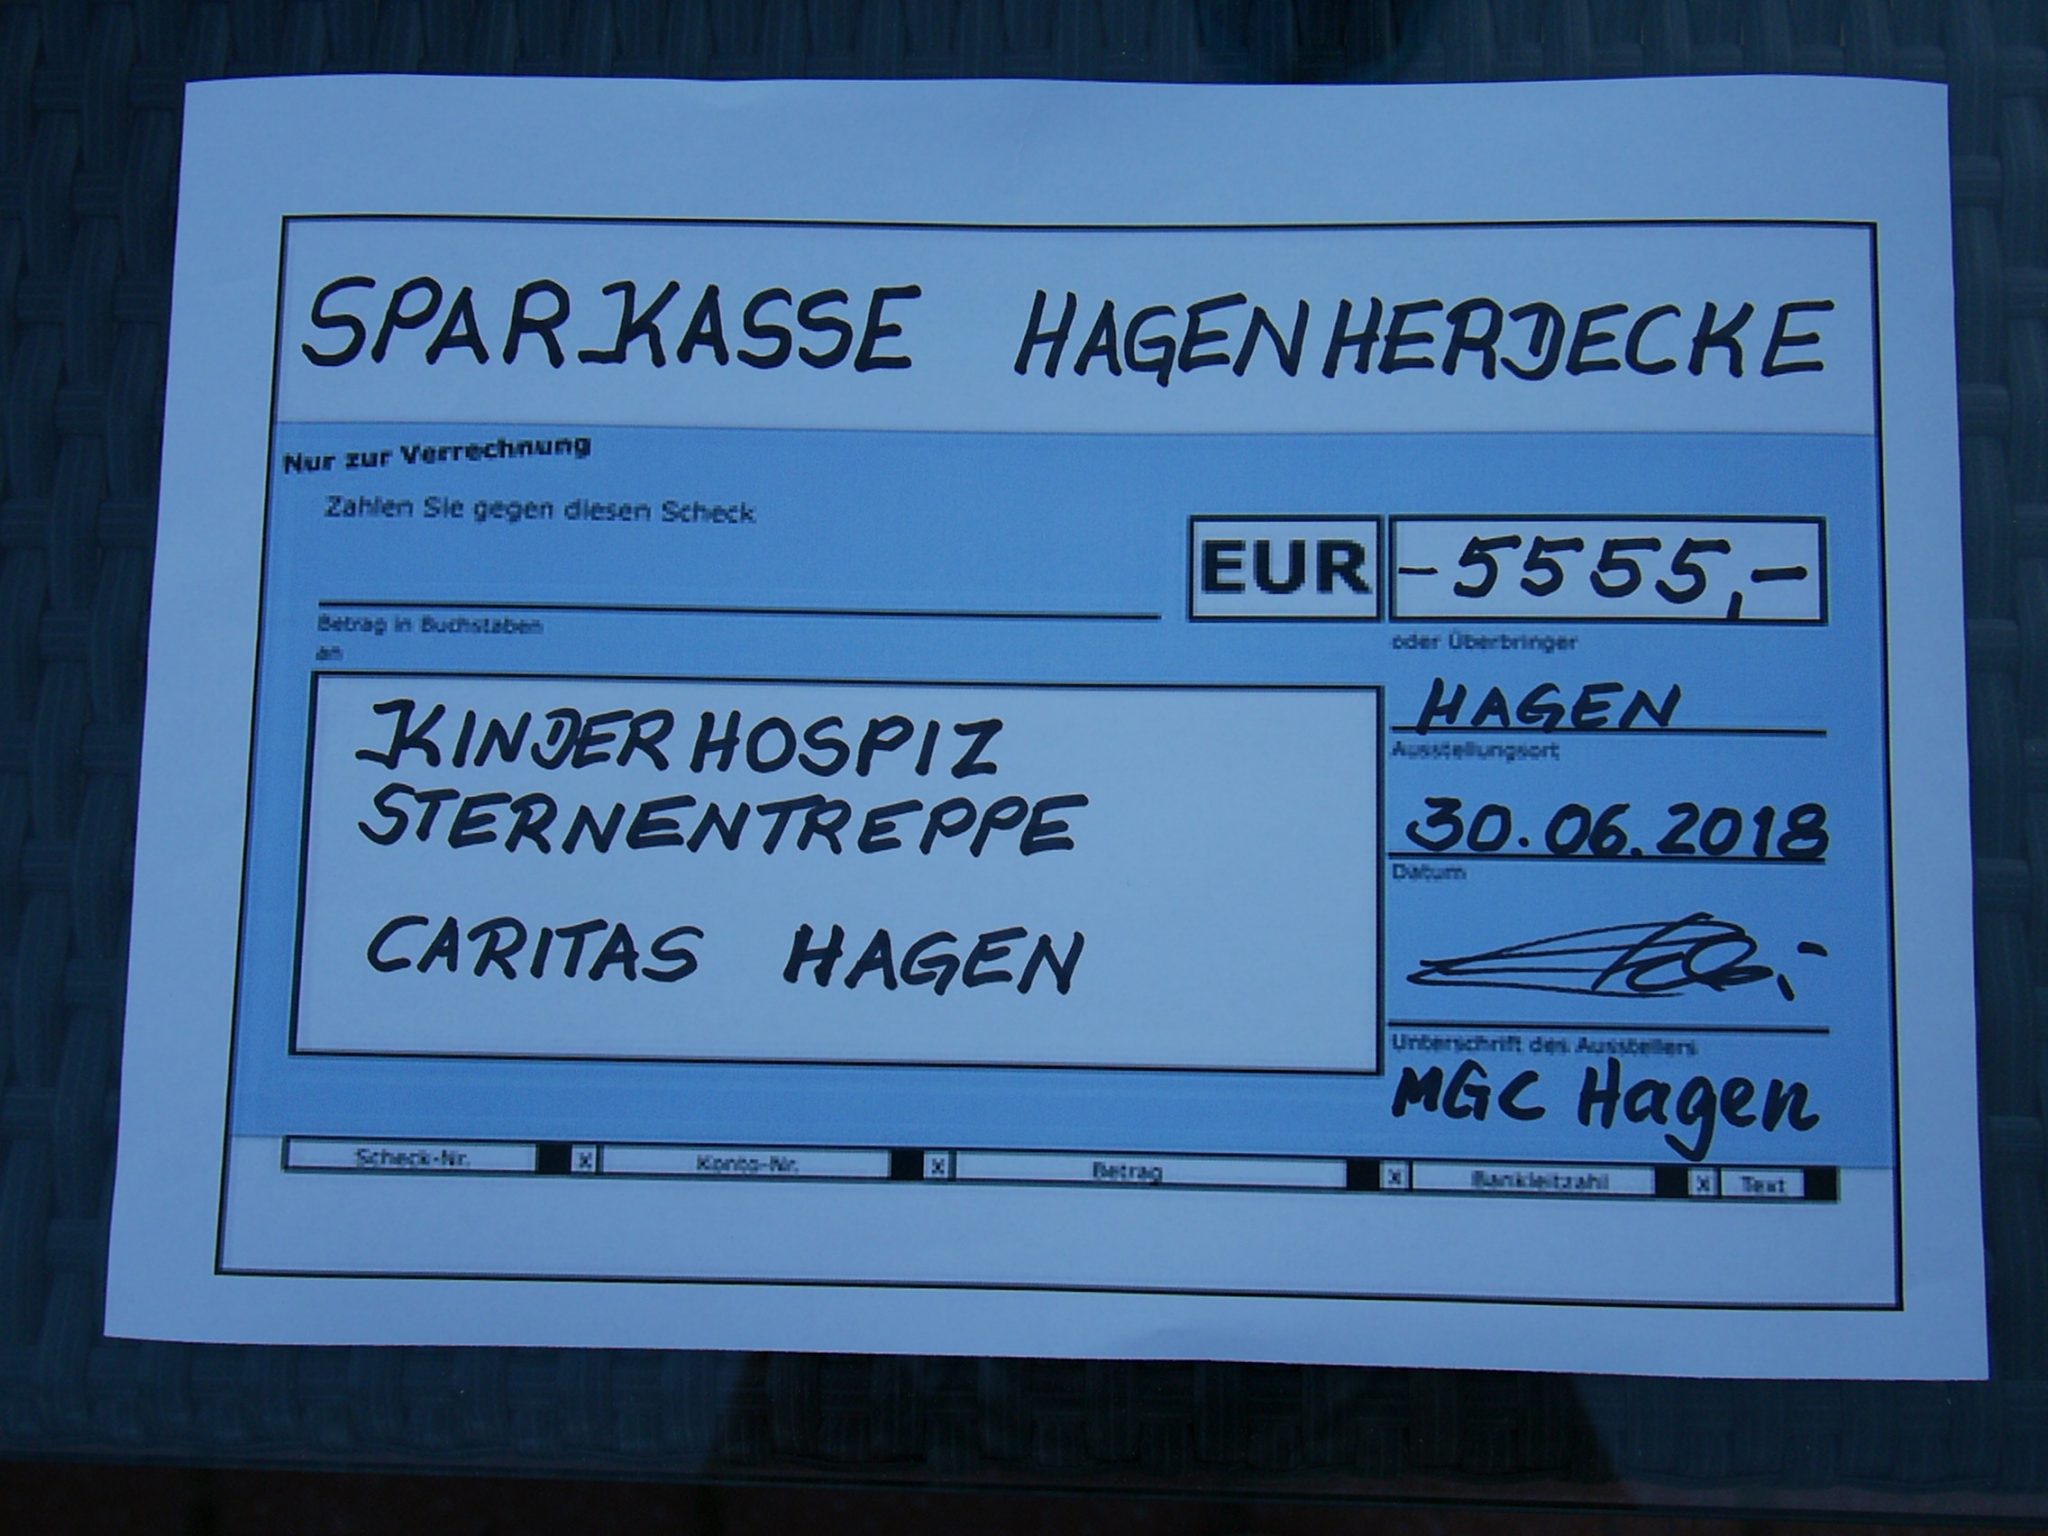 SPARKASSE HAGENHERDECKE
Nur zur Verrechnung
Zahlen Sie gegen diesen Scheck
EUR -5555,-
Betrag in Buchstaben
oder Überbringer
an
KINDERHOSPIZ
STERNENTREPPE
CARITAS HAGEN
HAGEN
Ausstellungsort
30.06.2018
Datum
Unterschrift des Ausstellers
MGC Hagen
Scheck-Nr. X Konto-Nr. X Betrag X Bankleitzahl X Text